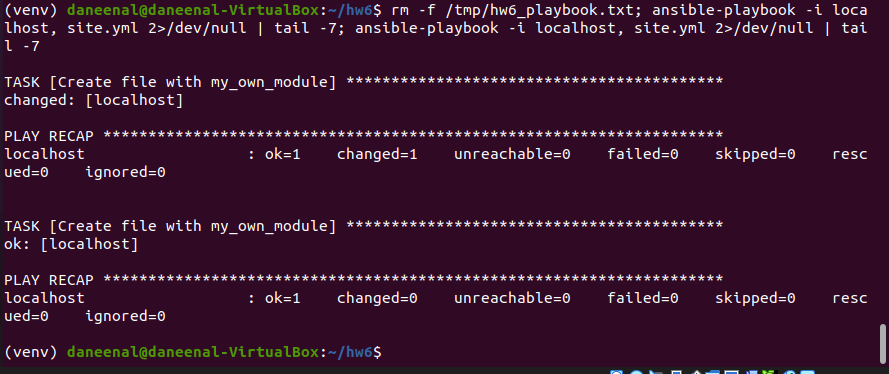 (venv) daneenal@daneenal-VirtualBox:~/hw6$ rm -f /tmp/hw6_playbook.txt; ansible-playbook -i loca
lhost, site.yml 2>/dev/null | tail -7; ansible-playbook -i localhost, site.yml 2>/dev/null | tai
l -7
TASK [Create file with my_own_module] ******************************************
changed: [localhost]
PLAY RECAP *********************************************************************
localhost                  : ok=1    changed=1    unreachable=0    failed=0    skipped=0    resc
ued=0    ignored=0
TASK [Create file with my_own_module] ******************************************
ok: [localhost]
PLAY RECAP *********************************************************************
localhost                  : ok=1    changed=0    unreachable=0    failed=0    skipped=0    resc
ued=0    ignored=0
(venv) daneenal@daneenal-VirtualBox:~/hw6$